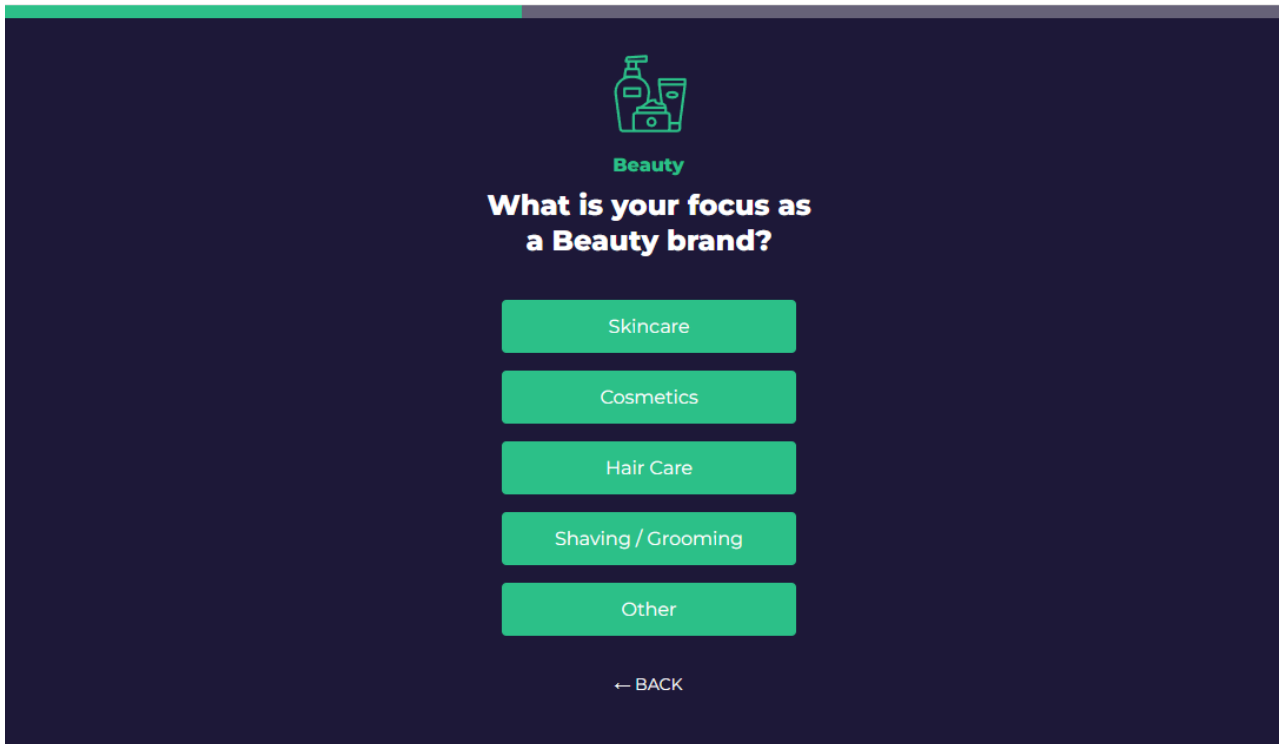 Beauty
What is your focus as
a Beauty brand?
Skincare
Cosmetics
Hair Care
Shaving / Grooming
Other
← BACK